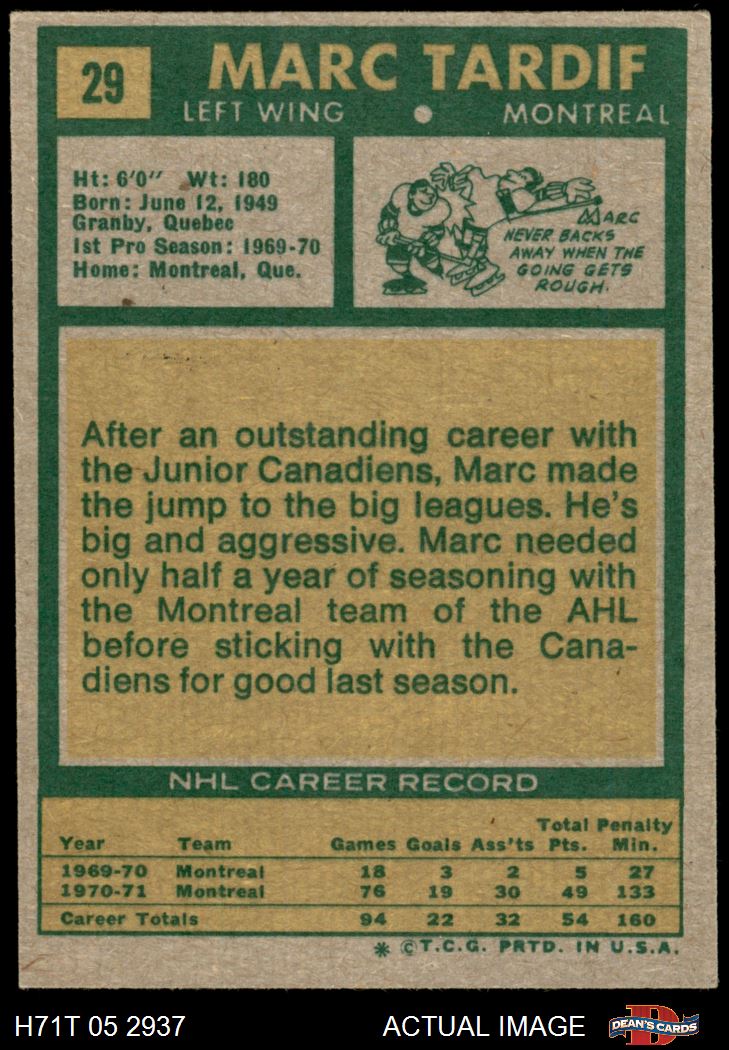 29
MARC TARDIF
LEFT WING • MONTREAL
Ht: 6'0" Wt: 180
Born: June 12, 1949
Granby, Quebec
1st Pro Season: 1969-70
Home: Montreal, Que.
MARC
NEVER BACKS
AWAY WHEN THE
GOING GETS
ROUGH.
After an outstanding career with
the Junior Canadiens, Marc made
the jump to the big leagues. He's
big and aggressive. Marc needed
only half a year of seasoning with
the Montreal team of the AHL
before sticking with the Cana-
diens for good last season.
NHL CAREER RECORD
Year Team Games Goals Ass'ts Total Pts. Penalty Min.
1969-70 Montreal 18 3 2 5 27
1970-71 Montreal 76 19 30 49 133
Career Totals 94 22 32 54 160
* ©T.C.G. PRTD. IN U.S.A.
H71T 05 2937 ACTUAL IMAGE
D
DEAN'S CARDS